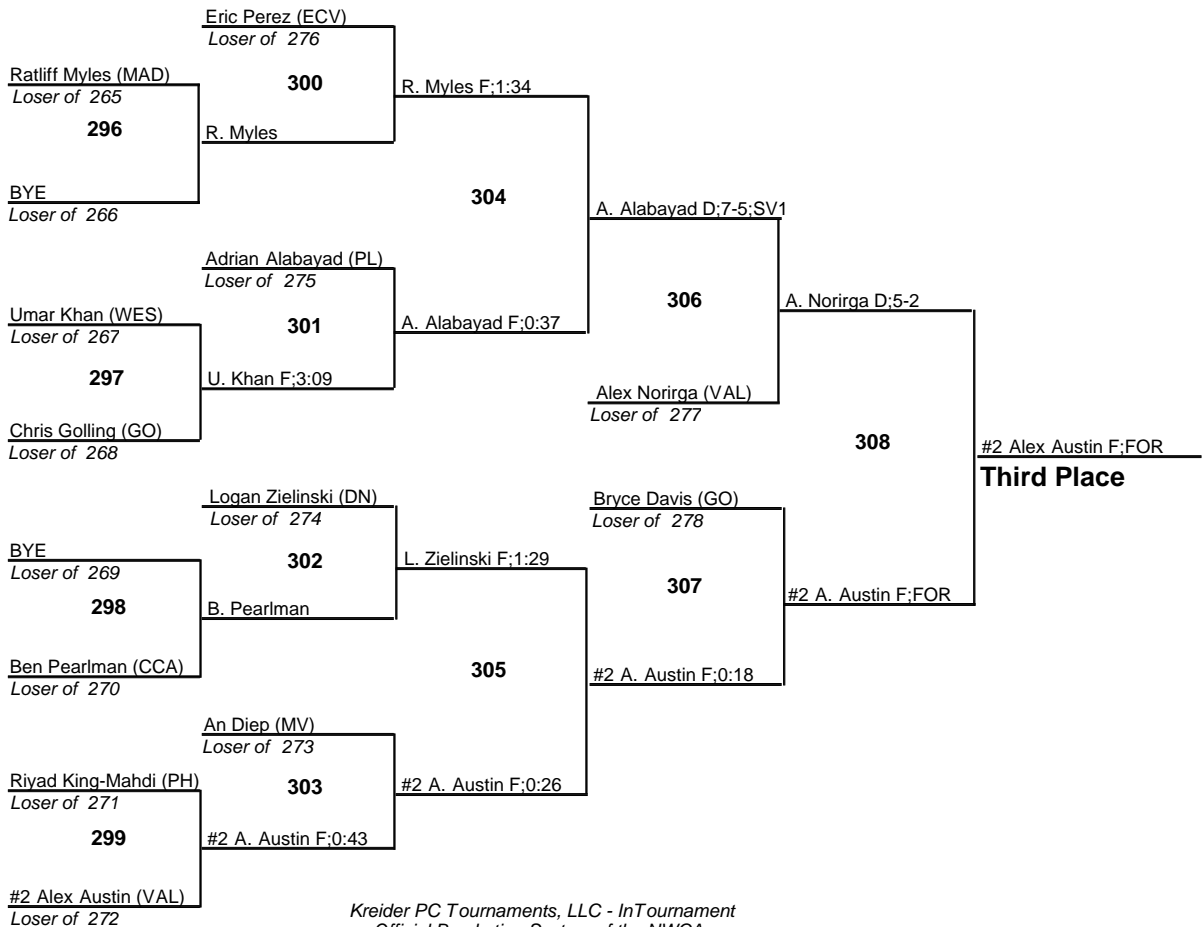 Eric Perez (ECV)
Loser of 276
Ratliff Myles (MAD)
Loser of 265
300
R. Myles F;1:34
296
R. Myles
BYE
Loser of 266
304
A. Alabayad D;7-5;SV1
Adrian Alabayad (PL)
Loser of 275
306
A. Norirga D;5-2
Umar Khan (WES)
Loser of 267
301
A. Alabayad F;0:37
297
U. Khan F;3:09
Alex Norirga (VAL)
Loser of 277
Chris Golling (GO)
Loser of 268
308
#2 Alex Austin F;FOR
Third Place
Logan Zielinski (DN)
Loser of 274
Bryce Davis (GO)
Loser of 278
BYE
Loser of 269
302
L. Zielinski F;1:29
307
298
B. Pearlman
#2 A. Austin F;FOR
Ben Pearlman (CCA)
Loser of 270
305
#2 A. Austin F;0:18
An Diep (MV)
Loser of 273
Riyad King-Mahdi (PH)
Loser of 271
303
#2 A. Austin F;0:26
299
#2 A. Austin F;0:43
#2 Alex Austin (VAL)
Loser of 272
Kreider PC Tournaments, LLC - InTournament